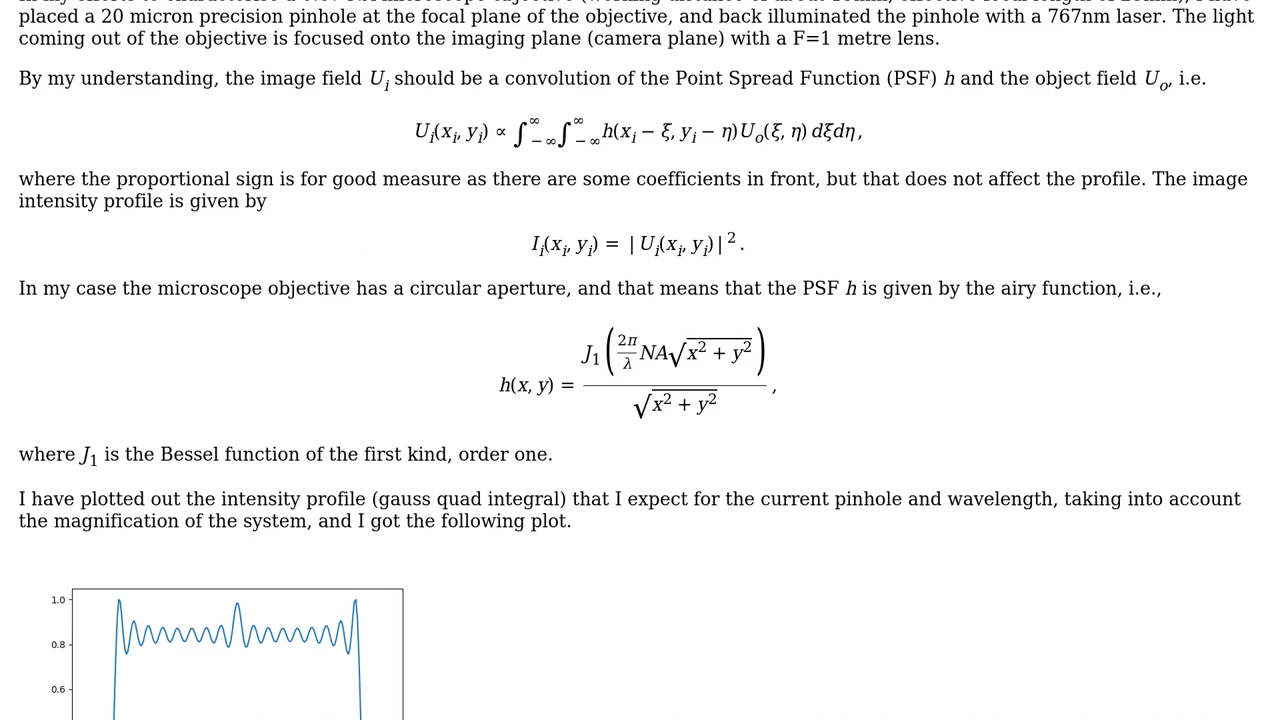 placed a 20 micron precision pinhole at the focal plane of the objective, and back illuminated the pinhole with a 767nm laser. The light
coming out of the objective is focused onto the imaging plane (camera plane) with a F=1 metre lens.
By my understanding, the image field U_i should be a convolution of the Point Spread Function (PSF) h and the object field U_o, i.e.
U_i(x_i, y_i) ∝ ∫_{−∞}^{∞} ∫_{−∞}^{∞} h(x_i − ξ, y_i − η)U_o(ξ, η) dξdη,
where the proportional sign is for good measure as there are some coefficients in front, but that does not affect the profile. The image
intensity profile is given by
I_i(x_i, y_i) = |U_i(x_i, y_i)|².
In my case the microscope objective has a circular aperture, and that means that the PSF h is given by the airy function, i.e.,
h(x, y) = J_1(2π/λ NA√(x² + y²)) / √(x² + y²),
where J_1 is the Bessel function of the first kind, order one.
I have plotted out the intensity profile (gauss quad integral) that I expect for the current pinhole and wavelength, taking into account
the magnification of the system, and I got the following plot.
1.0
0.8
0.6